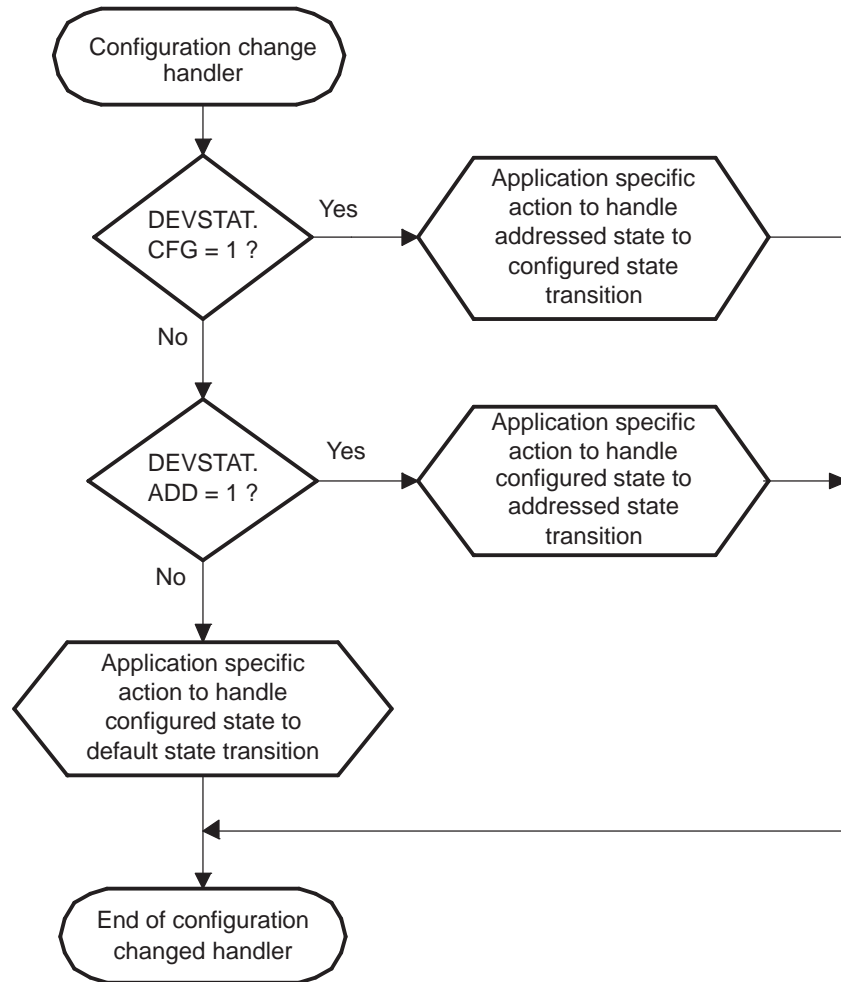 Configuration change
handler
DEVSTAT.
CFG = 1 ?
Yes
Application specific
action to handle
addressed state to
configured state
transition
No
DEVSTAT.
ADD = 1 ?
Yes
Application specific
action to handle
configured state to
addressed state
transition
No
Application specific
action to handle
configured state to
default state transition
End of configuration
changed handler